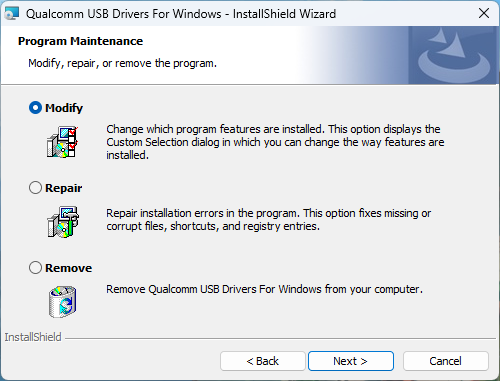 Qualcomm USB Drivers For Windows - InstallShield Wizard
Program Maintenance
Modify, repair, or remove the program.
Modify
Change which program features are installed. This option displays the
Custom Selection dialog in which you can change the way features are
installed.
Repair
Repair installation errors in the program. This option fixes missing or
corrupt files, shortcuts, and registry entries.
Remove
Remove Qualcomm USB Drivers For Windows from your computer.
InstallShield
< Back
Next >
Cancel